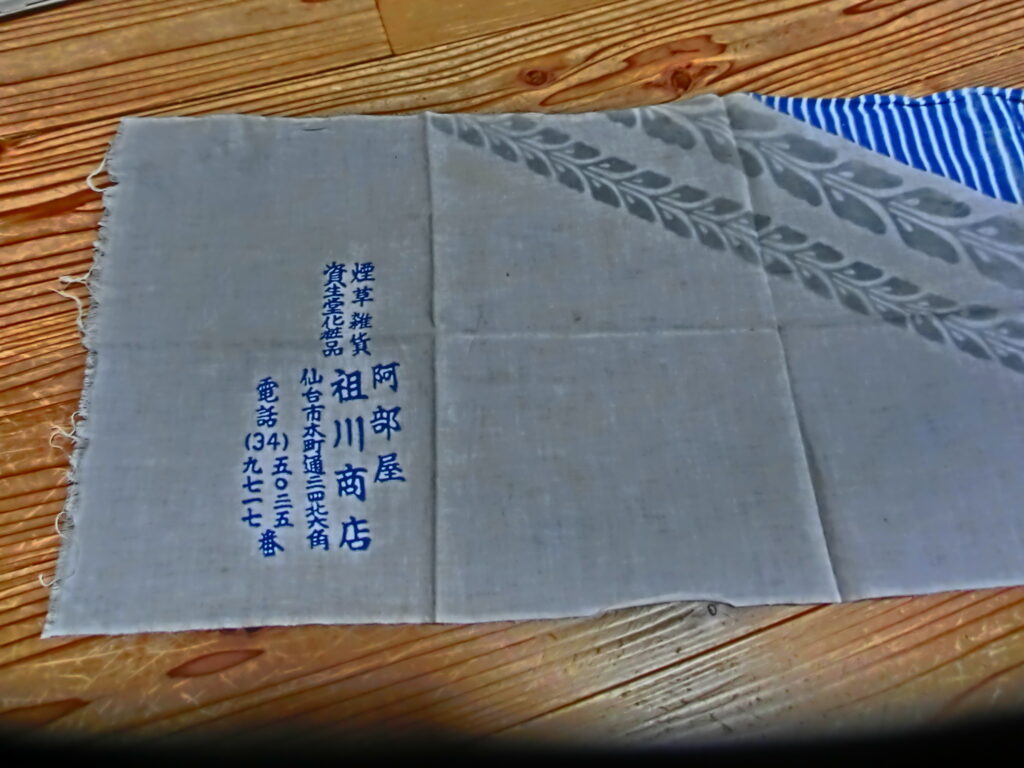 阿部屋
煙草雑貨
資生堂化粧品
祖川商店
仙台市本町通二四北六角
電話(34)五〇二五
九七一七番